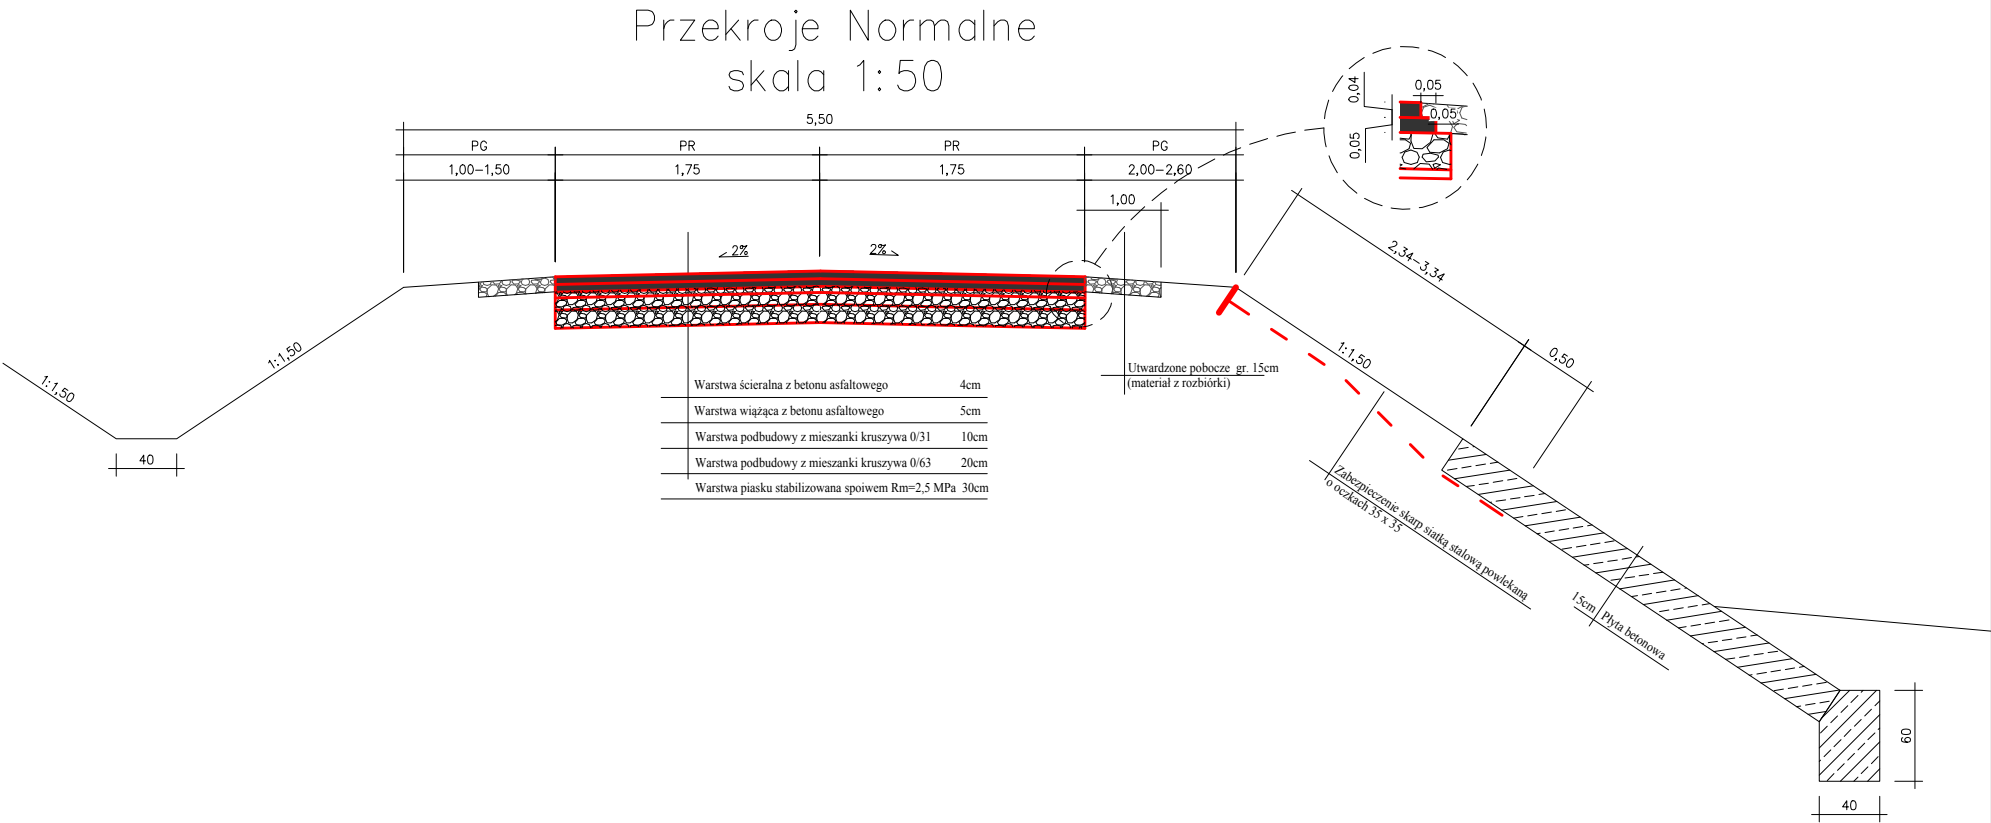 Przekroje Normalne
skala 1:50
5,50
PG PR PR PG
1,00-1,50 1,75 1,75 2,00-2,60
1,00
2% 2%
0,04 0,05
0,05
0,05
2,34-3,34
0,50
1:1,50
1:1,50
1:1,50
40
Warstwa ścieralna z betonu asfaltowego 4cm
Warstwa wiążąca z betonu asfaltowego 5cm
Warstwa podbudowy z mieszanki kruszywa 0/31 10cm
Warstwa podbudowy z mieszanki kruszywa 0/63 20cm
Warstwa piasku stabilizowana spoiwem Rm=2,5 MPa 30cm
Utwardzone pobocze gr. 15cm
(materiał z rozbiórki)
Zabezpieczenie skarp siatką stalową powlekaną
o oczkach 35 x 35
15cm Płyta betonowa
60
40